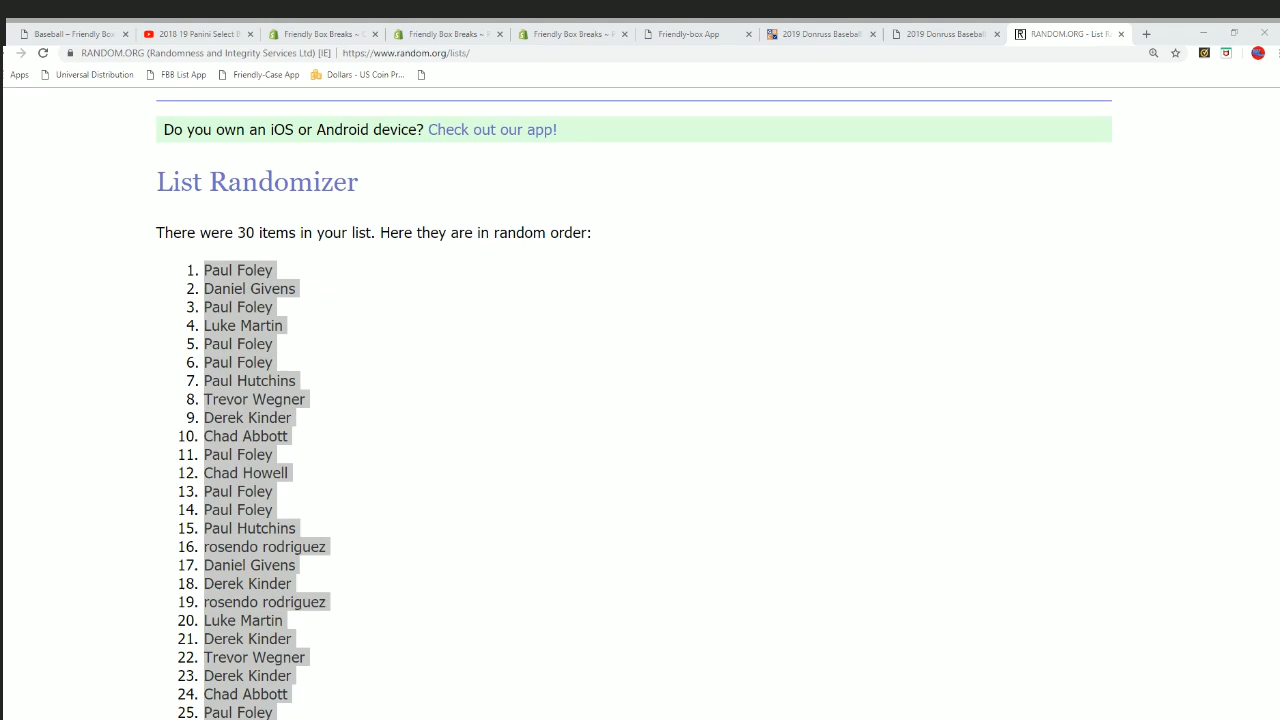 Baseball – Friendly Box
2018 19 Panini Select B
Friendly Box Breaks ~ C
Friendly Box Breaks ~ P
Friendly Box Breaks ~ F
Friendly-box App
2019 Donruss Baseball
2019 Donruss Baseball
RANDOM.ORG - List R
RANDOM.ORG (Randomness and Integrity Services Ltd) [IE] | https://www.random.org/lists/
Apps
Universal Distribution
FBB List App
Friendly-Case App
Dollars - US Coin Pr...
Do you own an iOS or Android device? Check out our app!
List Randomizer
There were 30 items in your list. Here they are in random order:
1. Paul Foley
2. Daniel Givens
3. Paul Foley
4. Luke Martin
5. Paul Foley
6. Paul Foley
7. Paul Hutchins
8. Trevor Wegner
9. Derek Kinder
10. Chad Abbott
11. Paul Foley
12. Chad Howell
13. Paul Foley
14. Paul Foley
15. Paul Hutchins
16. rosendo rodriguez
17. Daniel Givens
18. Derek Kinder
19. rosendo rodriguez
20. Luke Martin
21. Derek Kinder
22. Trevor Wegner
23. Derek Kinder
24. Chad Abbott
25. Paul Foley